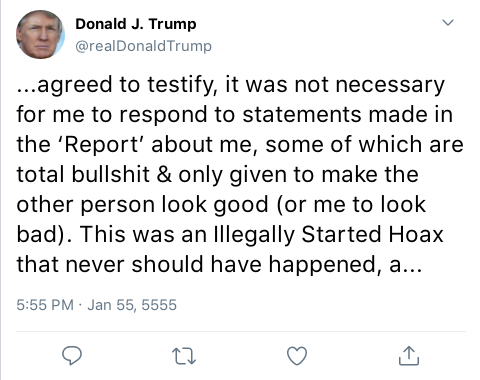 Donald J. Trump
@realDonaldTrump
...agreed to testify, it was not necessary
for me to respond to statements made in
the ‘Report’ about me, some of which are
total bullshit & only given to make the
other person look good (or me to look
bad). This was an Illegally Started Hoax
that never should have happened, a...
5:55 PM · Jan 55, 5555